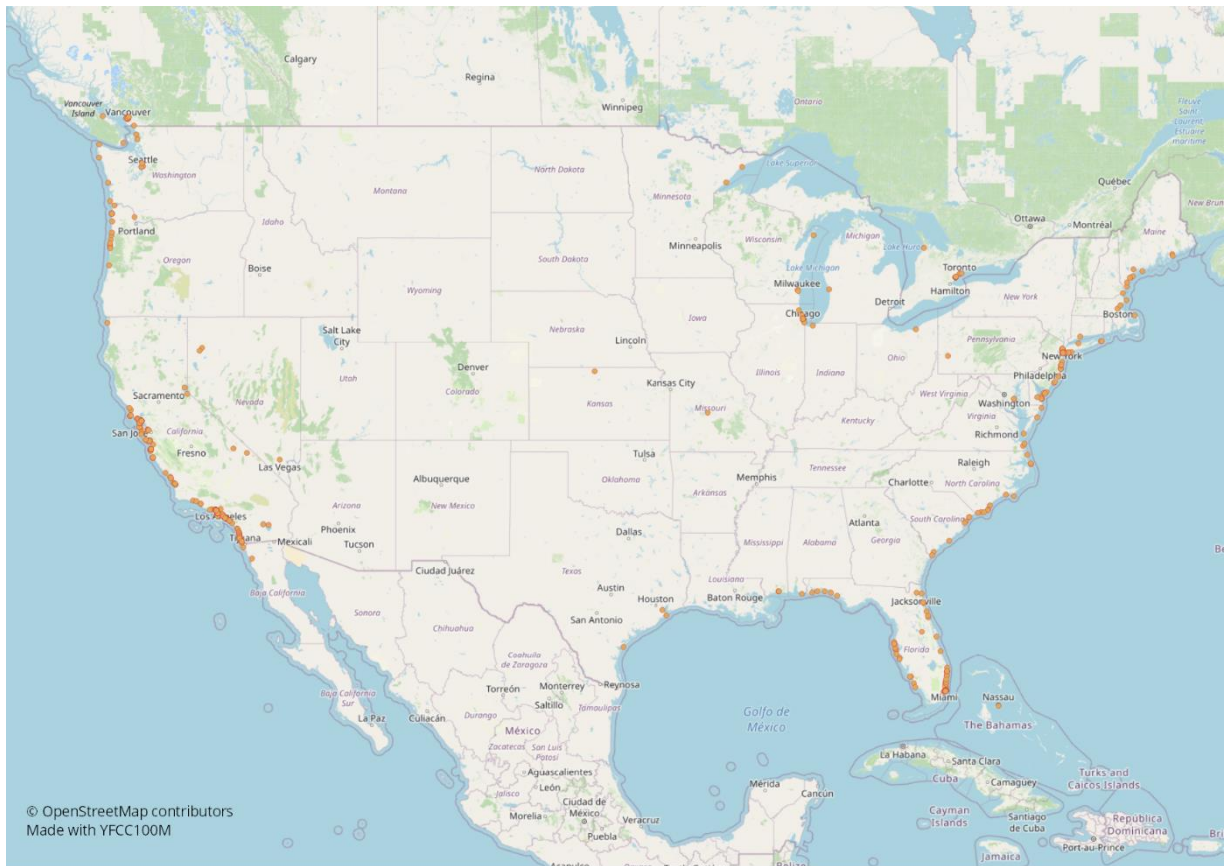 Calgary
Regina
Winnipeg
Ontario
Fleuve
Saint-
Laurent,
Estuaire
maritime
Vancouver
Island
Vancouver
Seattle
Washington
Montana
North Dakota
Minnesota
Lake Superior
Québec
New Brun
Ottawa
Montréal
Maine
Portland
Oregon
Idaho
Boise
South Dakota
Minneapolis
Wisconsin
Michigan
Lake Huron
Lake Michigan
Toronto
Hamilton
Milwaukee
Detroit
New York
Boston
Wyoming
Chicago
Iowa
Nebraska
Lincoln
Salt Lake
City
Utah
Denver
Colorado
Nevada
Sacramento
California
San Jo
Fresno
Las Vegas
Kansas
Kansas City
Missouri
Illinois
Indiana
Ohio
Pennsylvania
New York
Philadelphia
West Virginia
Washington
Virginia
Richmond
Kentucky
Raleigh
North Carolina
Charlotte
Tennessee
Memphis
Tulsa
Oklahoma
Arkansas
Albuquerque
New Mexico
Arizona
Phoenix
Tucson
Los Angeles
Tijuana
Mexicali
Baja California
Ciudad Juárez
Sonora
Chihuahua
Dallas
Texas
Austin
Houston
San Antonio
Louisiana
Baton Rouge
Mississippi
Alabama
Atlanta
Georgia
South Carolina
Jacksonville
Florida
Miami
Nassau
The Bahamas
Coahuila
de Zaragoza
Torreón
Monterrey
Saltillo
Reynosa
Tamaulipas
Durango
Culiacán
La Paz
Baja California
Sur
México
Zacatecas
San Luis
Potosí
Aguascalientes
León
Jalisco
Morelia
Ciudad de
México
Puebla
Veracruz
Golfo de
México
Mérida
Cancún
La Habana
Santa Clara
Cuba
Camaguey
Cayman
Islands
Santiago
de Cuba
Turks and
Caicos Islands
República
Dominicana
Port-au-Prince
Jamaica
© OpenStreetMap contributors
Made with YFCC100M